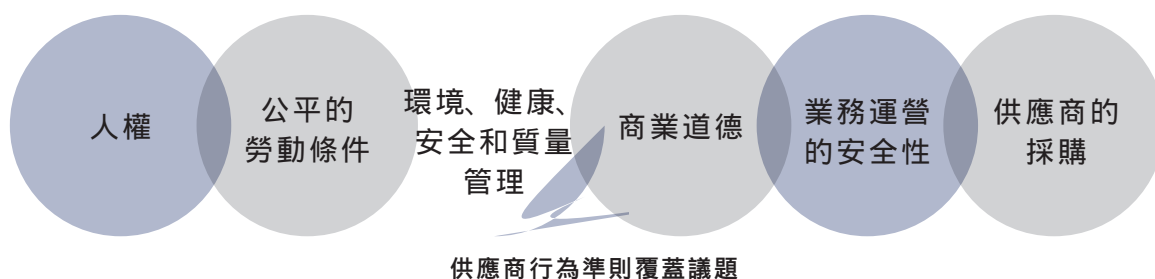 人權
公平的
勞動條件
環境、健康、
安全和質量
管理
商業道德
業務運營
的安全性
供應商的
採購
供應商行為準則覆蓋議題